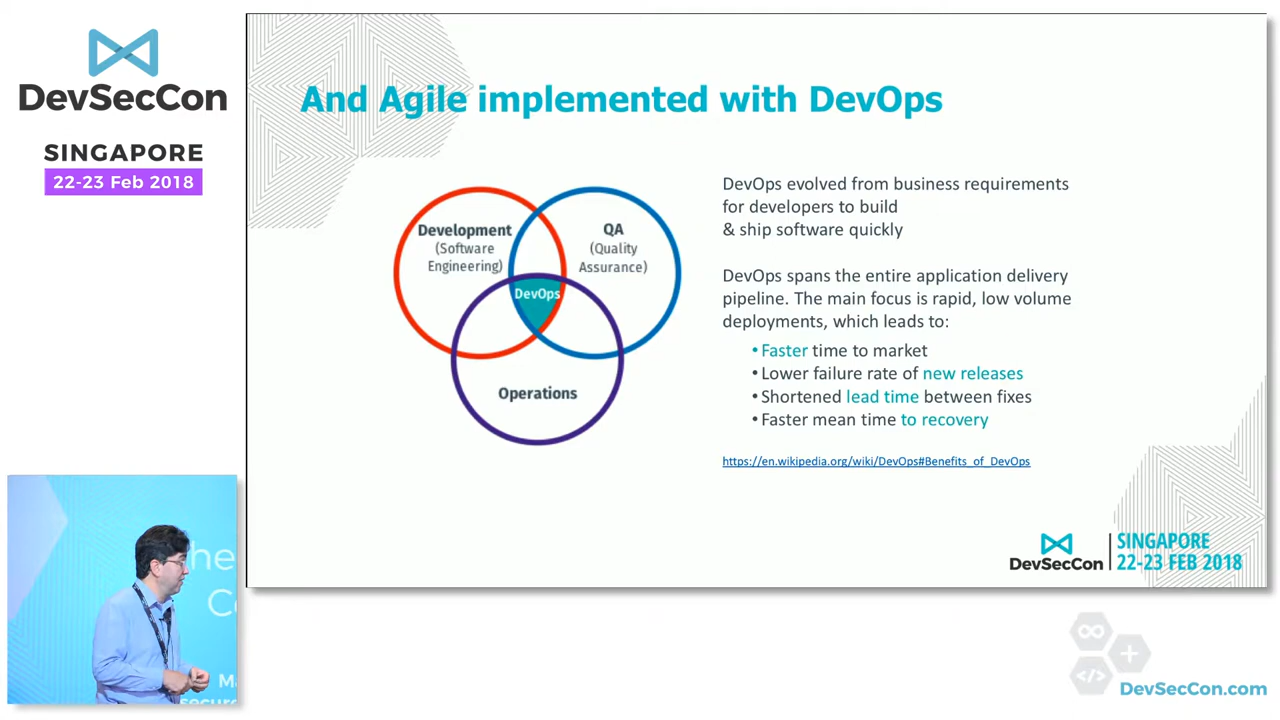 DevSecCon
SINGAPORE
22-23 Feb 2018
And Agile implemented with DevOps
Development
(Software
Engineering)
QA
(Quality
Assurance)
DevOps
Operations
DevOps evolved from business requirements
for developers to build
& ship software quickly
DevOps spans the entire application delivery
pipeline. The main focus is rapid, low volume
deployments, which leads to:
• Faster time to market
• Lower failure rate of new releases
• Shortened lead time between fixes
• Faster mean time to recovery
https://en.wikipedia.org/wiki/DevOps#Benefits_of_DevOps
DevSecCon
SINGAPORE
22-23 FEB 2018
DevSecCon.com